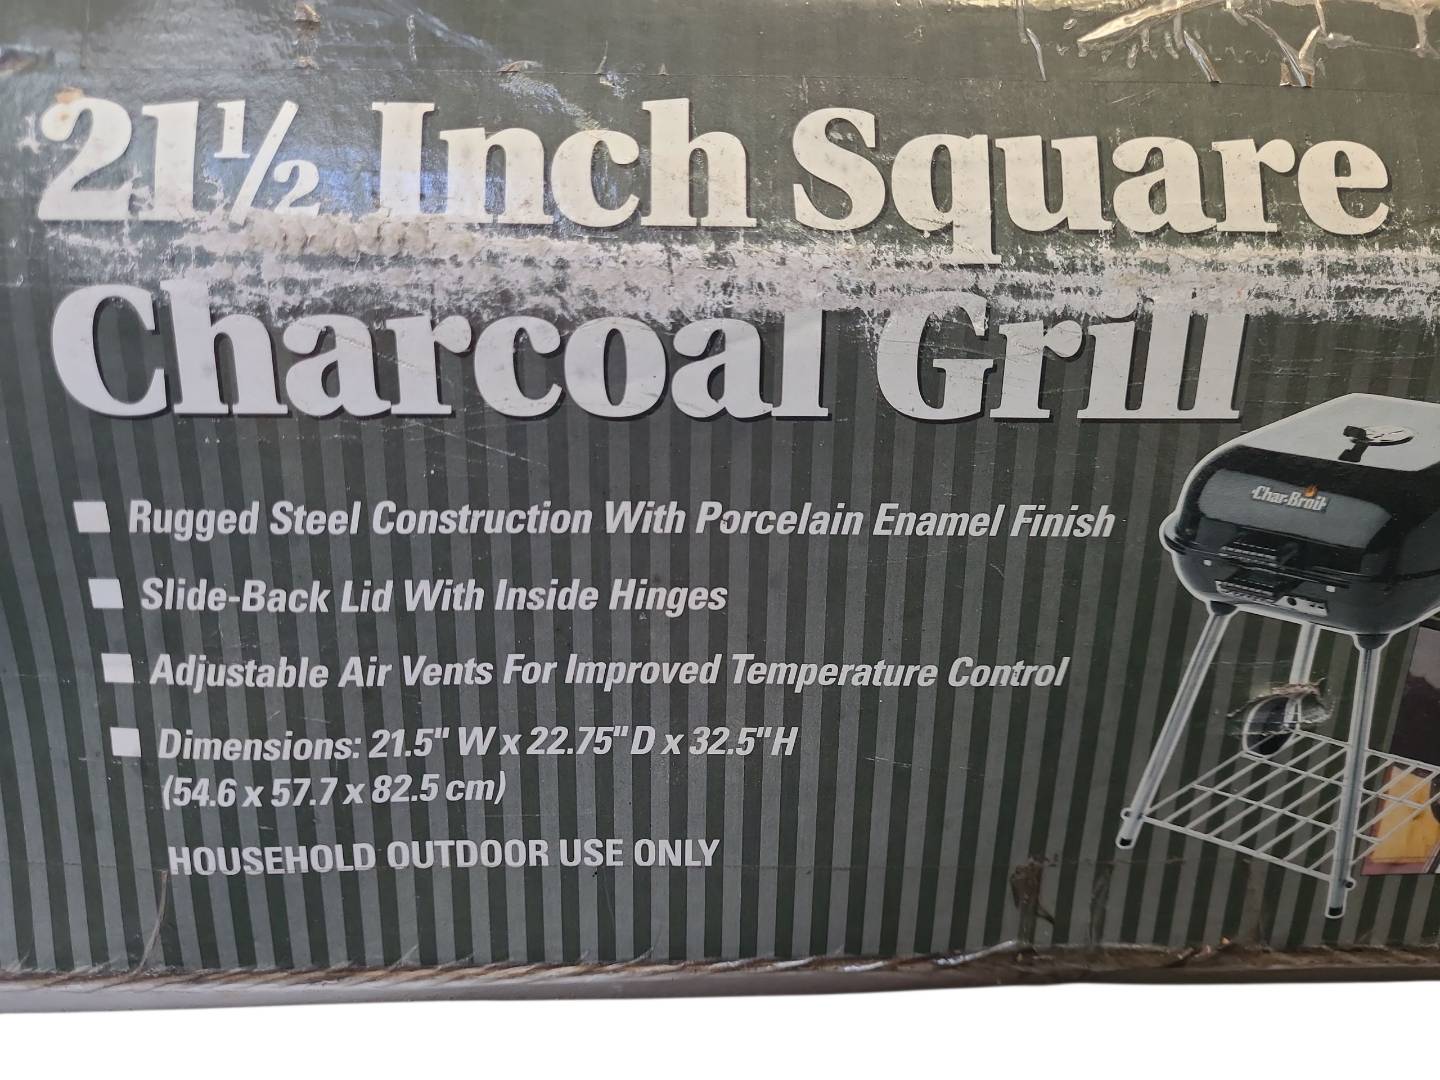 21½ Inch Square
Charcoal Grill
Rugged Steel Construction With Porcelain Enamel Finish
Slide-Back Lid With Inside Hinges
Adjustable Air Vents For Improved Temperature Control
Dimensions: 21.5" W x 22.75" D x 32.5" H
(54.6 x 57.7 x 82.5 cm)
HOUSEHOLD OUTDOOR USE ONLY
Char-Broil